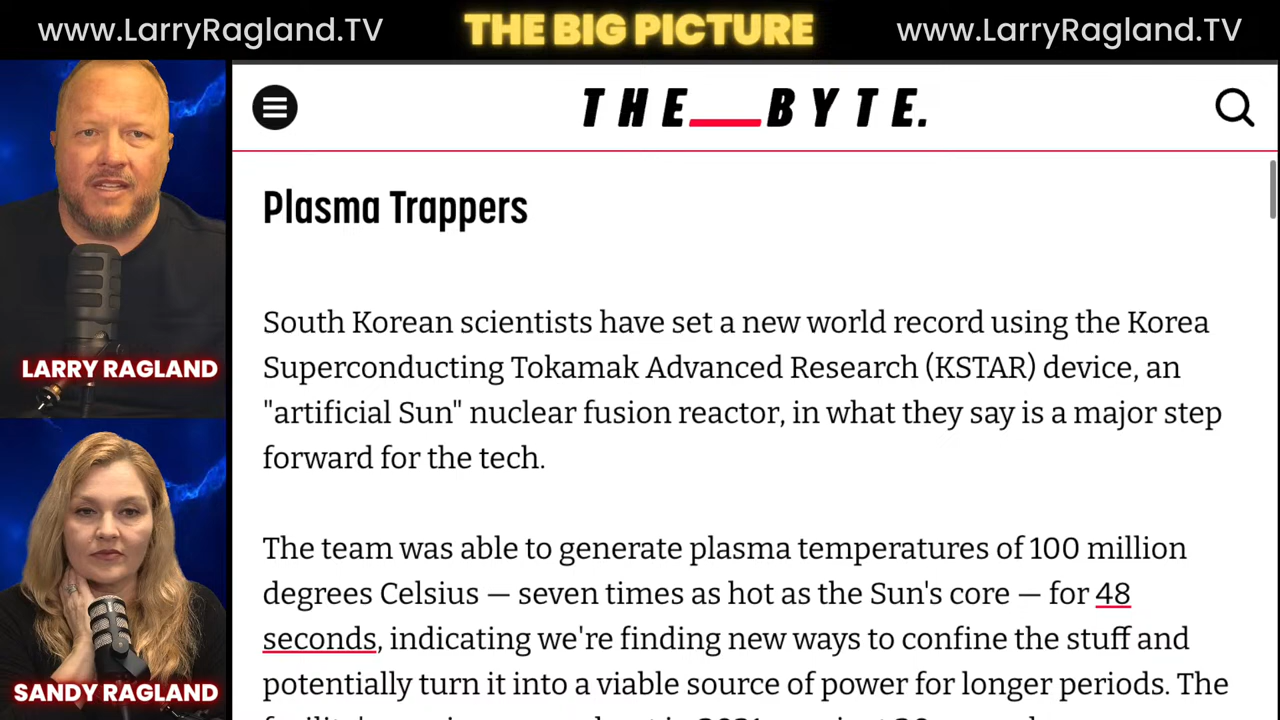 www.LarryRagland.TV
THE BIG PICTURE
www.LarryRagland.TV
THE__BYTE.
Plasma Trappers
South Korean scientists have set a new world record using the Korea
Superconducting Tokamak Advanced Research (KSTAR) device, an
"artificial Sun" nuclear fusion reactor, in what they say is a major step
forward for the tech.
The team was able to generate plasma temperatures of 100 million
degrees Celsius — seven times as hot as the Sun's core — for 48
seconds, indicating we're finding new ways to confine the stuff and
potentially turn it into a viable source of power for longer periods. The
LARRY RAGLAND
SANDY RAGLAND